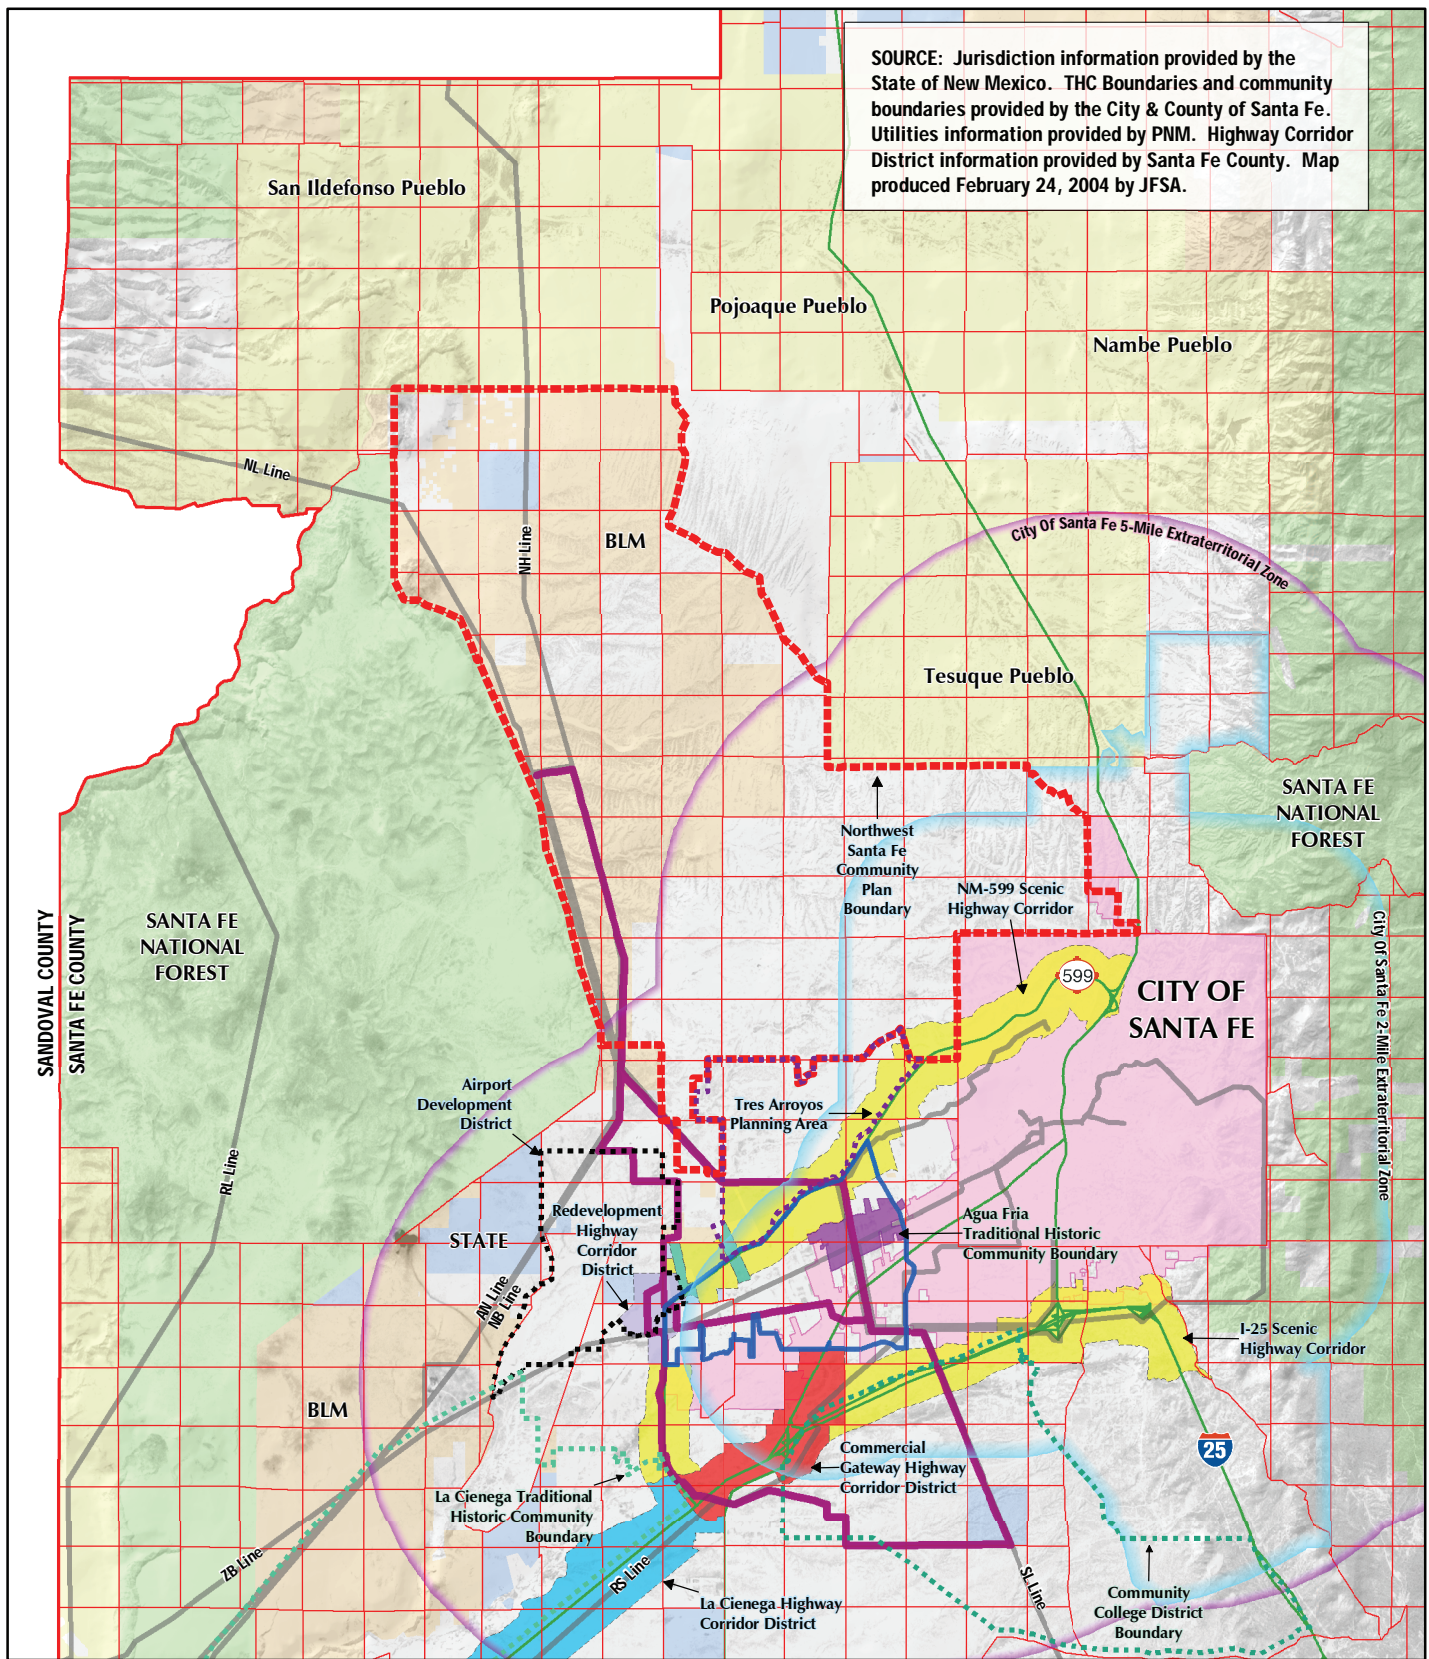 SOURCE: Jurisdiction information provided by the
State of New Mexico. THC Boundaries and community
boundaries provided by the City & County of Santa Fe.
Utilities information provided by PNM. Highway Corridor
District information provided by Santa Fe County. Map
produced February 24, 2004 by JFSA.
San Ildefonso Pueblo
Pojoaque Pueblo
Nambe Pueblo
NL Line
NH Line
BLM
City Of Santa Fe 5-Mile Extraterritorial Zone
Tesuque Pueblo
SANTA FE
NATIONAL
FOREST
Northwest
Santa Fe
Community
Plan
Boundary
NM-599 Scenic
Highway Corridor
SANDOVAL COUNTY
SANTA FE COUNTY
SANTA FE
NATIONAL
FOREST
599
CITY OF
SANTA FE
City Of Santa Fe 2-Mile Extraterritorial Zone
Airport
Development
District
Tres Arroyos
Planning Area
RL Line
Redevelopment
Highway
Corridor
District
Agua Fria
Traditional Historic
Community Boundary
STATE
AN Line
NB Line
I-25 Scenic
Highway Corridor
BLM
25
Commercial
Gateway Highway
Corridor District
La Cienega Traditional
Historic Community
Boundary
ZB Line
RS Line
SL Line
La Cienega Highway
Corridor District
Community
College District
Boundary